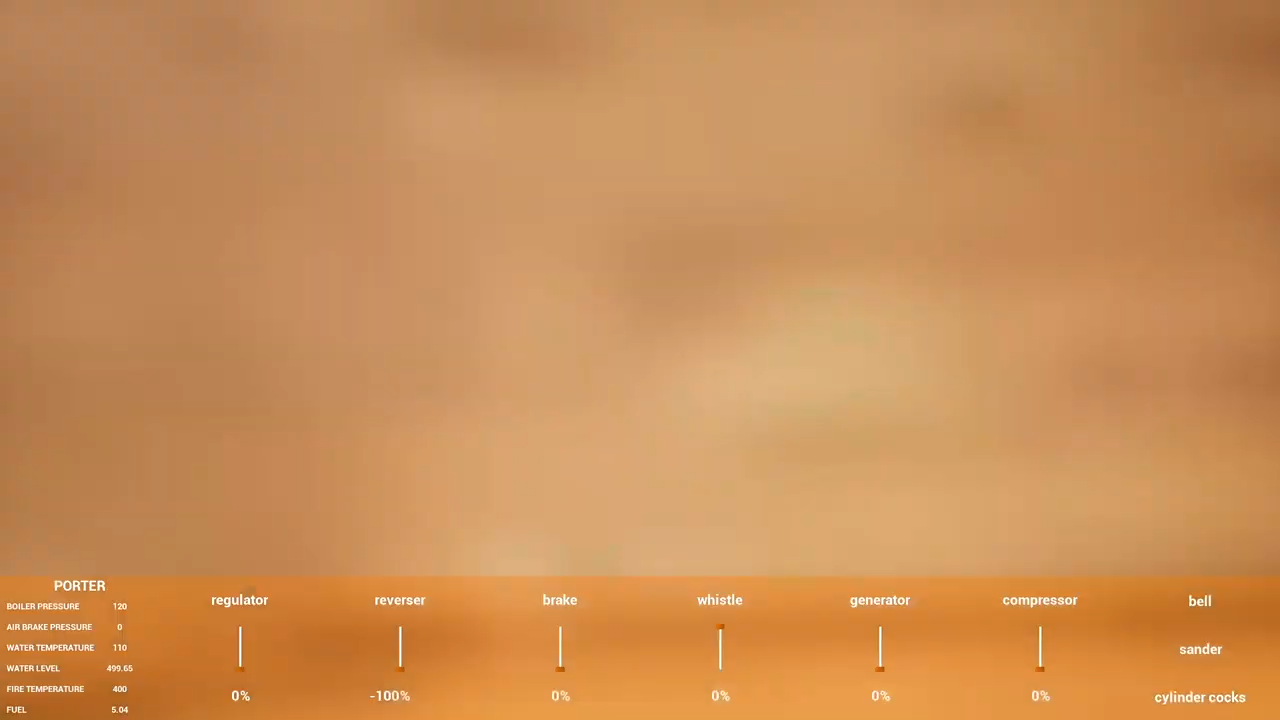 PORTER
BOILER PRESSURE 120
AIR BRAKE PRESSURE 0
WATER TEMPERATURE 110
WATER LEVEL 499.65
FIRE TEMPERATURE 400
FUEL 5.04
regulator
0%
reverser
-100%
brake
0%
whistle
0%
generator
0%
compressor
0%
bell
sander
cylinder cocks